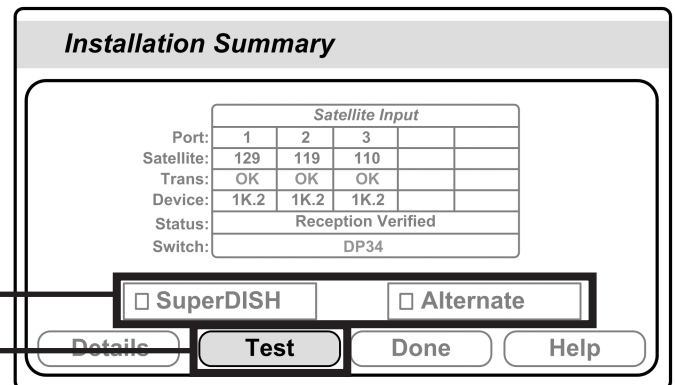 Installation Summary
Satellite Input
Port: 1 2 3
Satellite: 129 119 110
Trans: OK OK OK
Device: 1K.2 1K.2 1K.2
Status: Reception Verified
Switch: DP34
☐ SuperDISH ☐ Alternate
Details Test Done Help